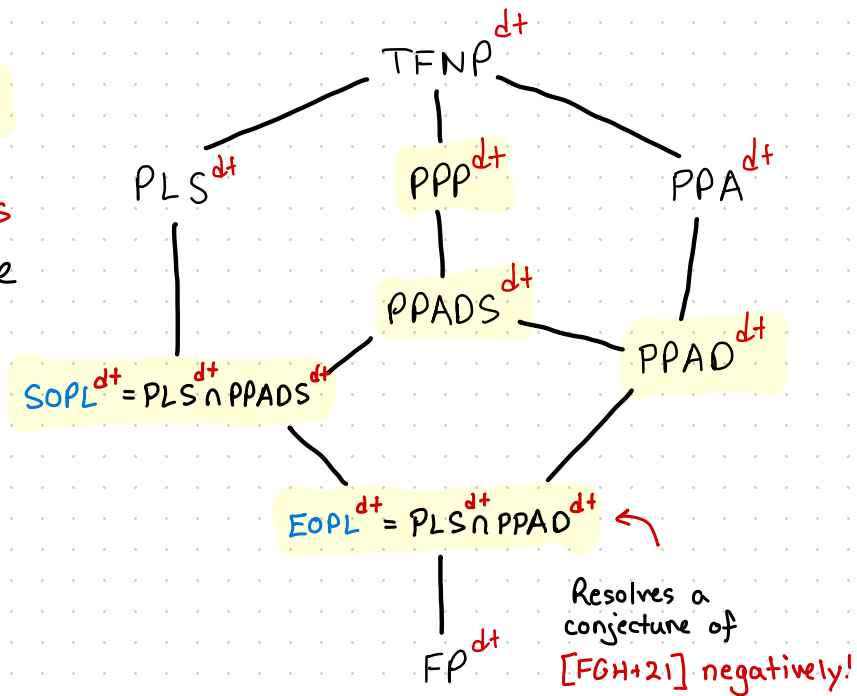 TFNP^dt
PLS^dt
PPP^dt
PPA^dt
s
e
PPADS^dt
PPAD^dt
SOPL^dt = PLS^dt ∩ PPADS^dt
EOPL^dt = PLS^dt ∩ PPAD^dt
Resolves a
conjecture of
[FGH+21] negatively!
FP^dt